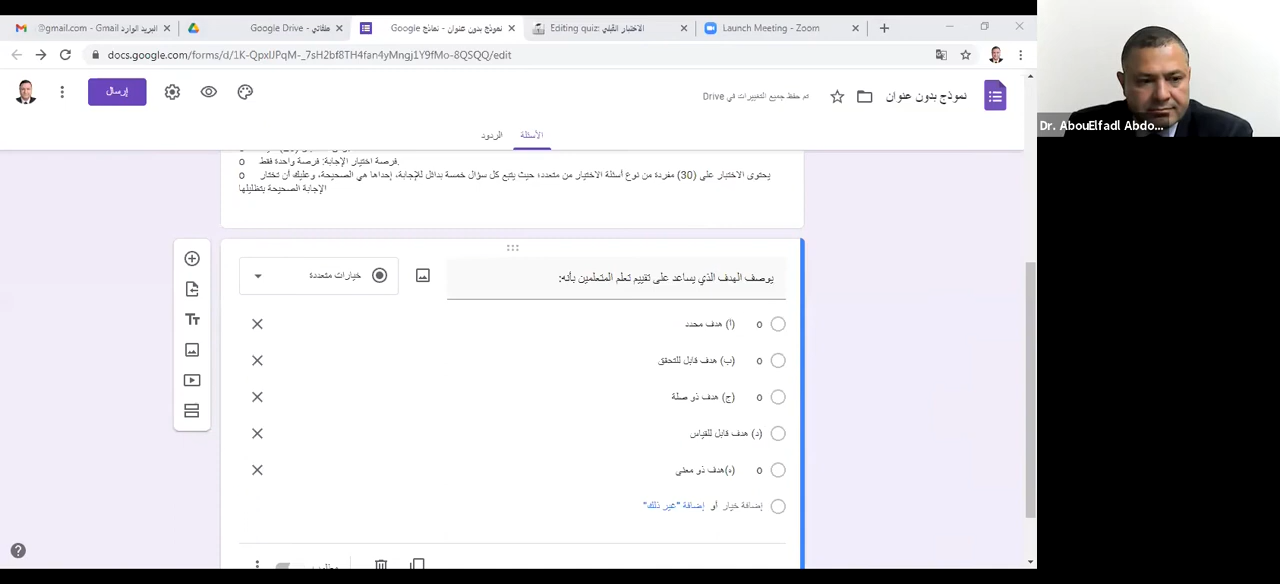 @gmail.com - Gmail البريد الوارد
ملفاتي - Google Drive
نموذج بدون عنوان - نماذج Google
Editing quiz: الاختبار القبلي
Launch Meeting - Zoom
docs.google.com/forms/d/1K-QpxIJPqM-_7sH2bf8TH4fan4yMngj1Y9fMo-8QSQQ/edit
نموذج بدون عنوان
تم حفظ جميع التغييرات في Drive
إرسال
الأسئلة
الردود
o فرصة اختيار الإجابة: فرصة واحدة فقط.
o يحتوى الاختبار على (30) مفردة من نوع أسئلة الاختيار من متعدد؛ حيث يتبع كل سؤال خمسة بدائل للإجابة، إحداها هي الصحيحة، وعليك أن تختار
الإجابة الصحيحة بتظليلها
يوصف الهدف الذي يساعد على تقييم تعلم المتعلمين بأنه:
خيارات متعددة
o (أ) هدف محدد
o (ب) هدف قابل للتحقق
o (ج) هدف ذو صلة
(د) هدف قابل للقياس
o (ه)هدف ذو معنى
إضافة خيار أو إضافة "غير ذلك"
Dr. AbouElfadl Abdo...